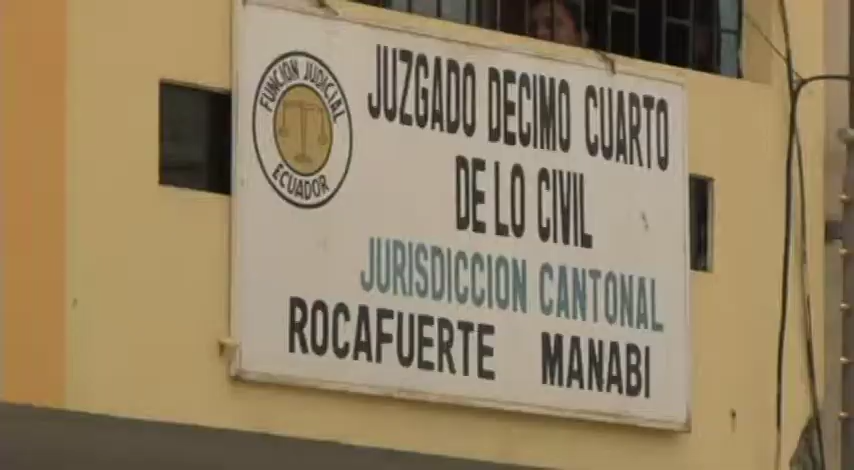 FUNCION JUDICIAL
ECUADOR
JUZGADO DECIMO CUARTO
DE LO CIVIL
JURISDICCION CANTONAL
ROCAFUERTE MANABI